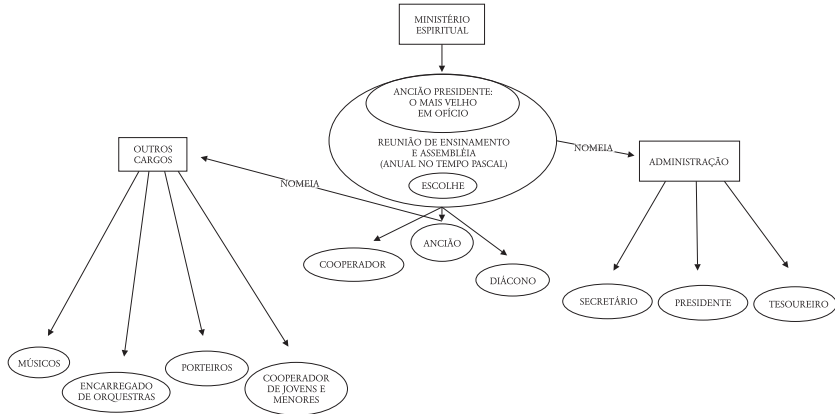 MINISTÉRIO
ESPIRITUAL
ANCIÃO PRESIDENTE:
O MAIS VELHO
EM OFÍCIO
REUNIÃO DE ENSINAMENTO
E ASSEMBLÉIA
(ANUAL NO TEMPO PASCAL)
ESCOLHE
OUTROS
CARGOS
NOMEIA
NOMEIA
ADMINISTRAÇÃO
COOPERADOR
ANCIÃO
DIÁCONO
SECRETÁRIO
PRESIDENTE
TESOUREIRO
MÚSICOS
ENCARREGADO
DE ORQUESTRAS
PORTEIROS
COOPERADOR
DE JOVENS E
MENORES